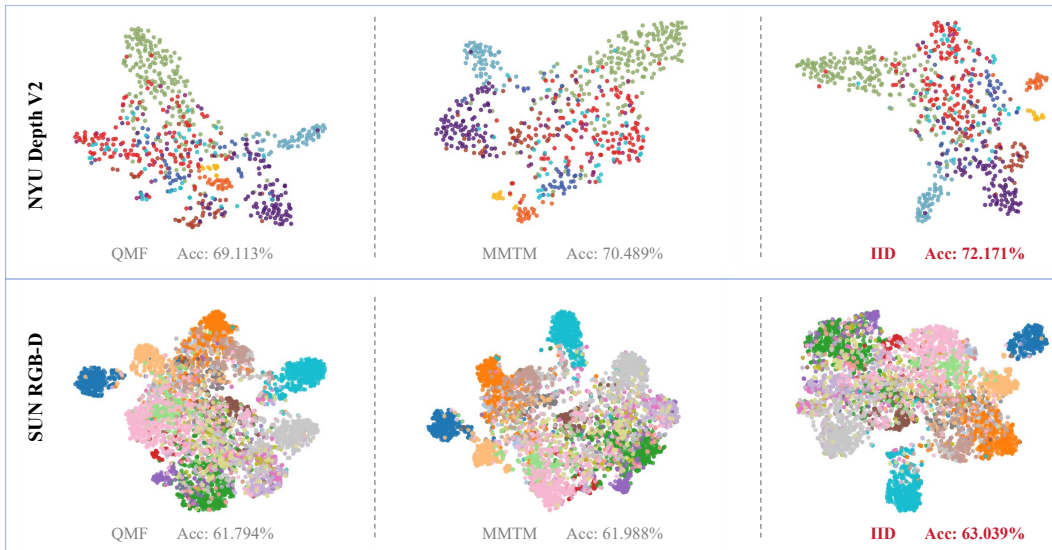 NYU Depth V2
QMF Acc: 69.113%
MMTM Acc: 70.489%
IID Acc: 72.171%
SUN RGB-D
QMF Acc: 61.794%
MMTM Acc: 61.988%
IID Acc: 63.039%